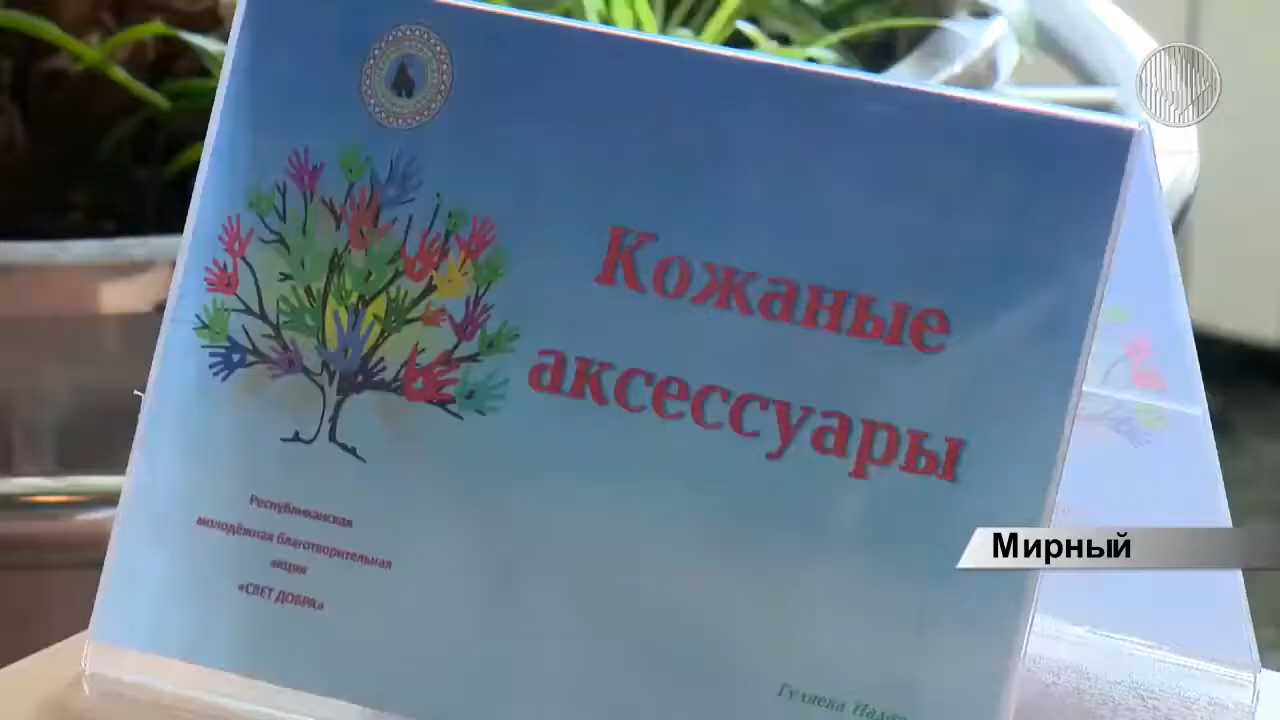 Кожаные
аксессуары
Республиканская
молодёжная благотворительная
акция
«СВЕТ ДОБРА»
Мирный